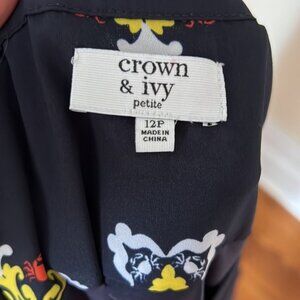 crown
& ivy
petite
12P
MADE IN
CHINA